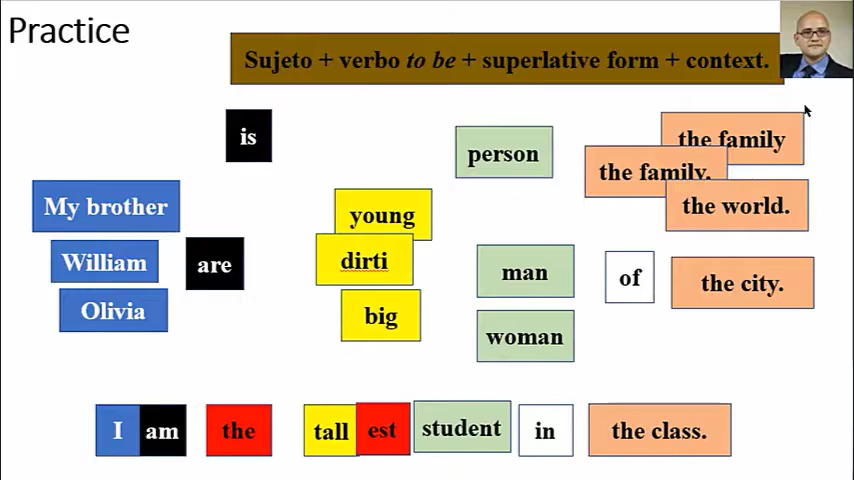 Practice
Sujeto + verbo to be + superlative form + context.
is
person
the family
the family.
My brother
young
the world.
William
are
dirti
man
of
the city.
Olivia
big
woman
I am the tall est student in the class.